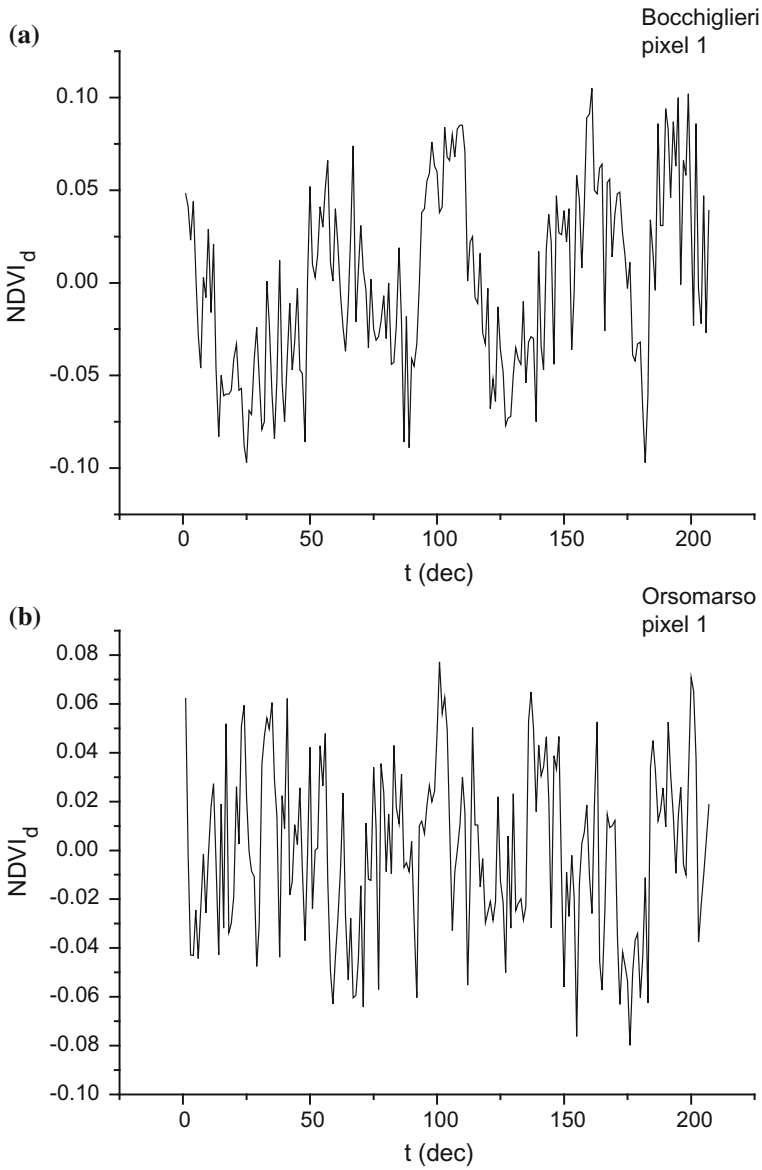 (a)
Bocchiglieri
pixel 1
0.10
0.05
0.00
-0.05
-0.10
NDVId
0 50 100 150 200
t (dec)
(b)
Orsomarso
pixel 1
0.08
0.06
0.04
0.02
0.00
-0.02
-0.04
-0.06
-0.08
-0.10
NDVId
0 50 100 150 200
t (dec)